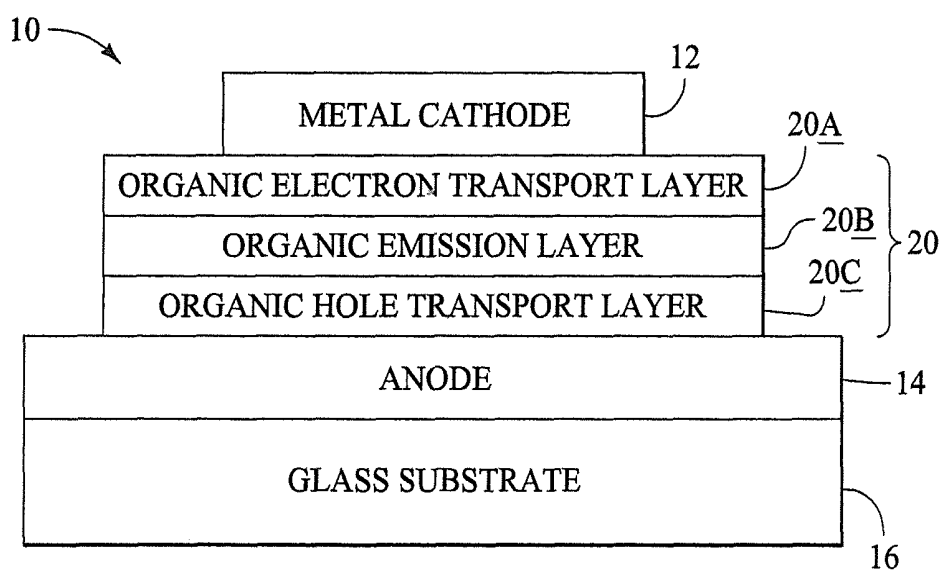 10
12
METAL CATHODE
20A
ORGANIC ELECTRON TRANSPORT LAYER
20B
ORGANIC EMISSION LAYER
20
20C
ORGANIC HOLE TRANSPORT LAYER
ANODE
14
GLASS SUBSTRATE
16